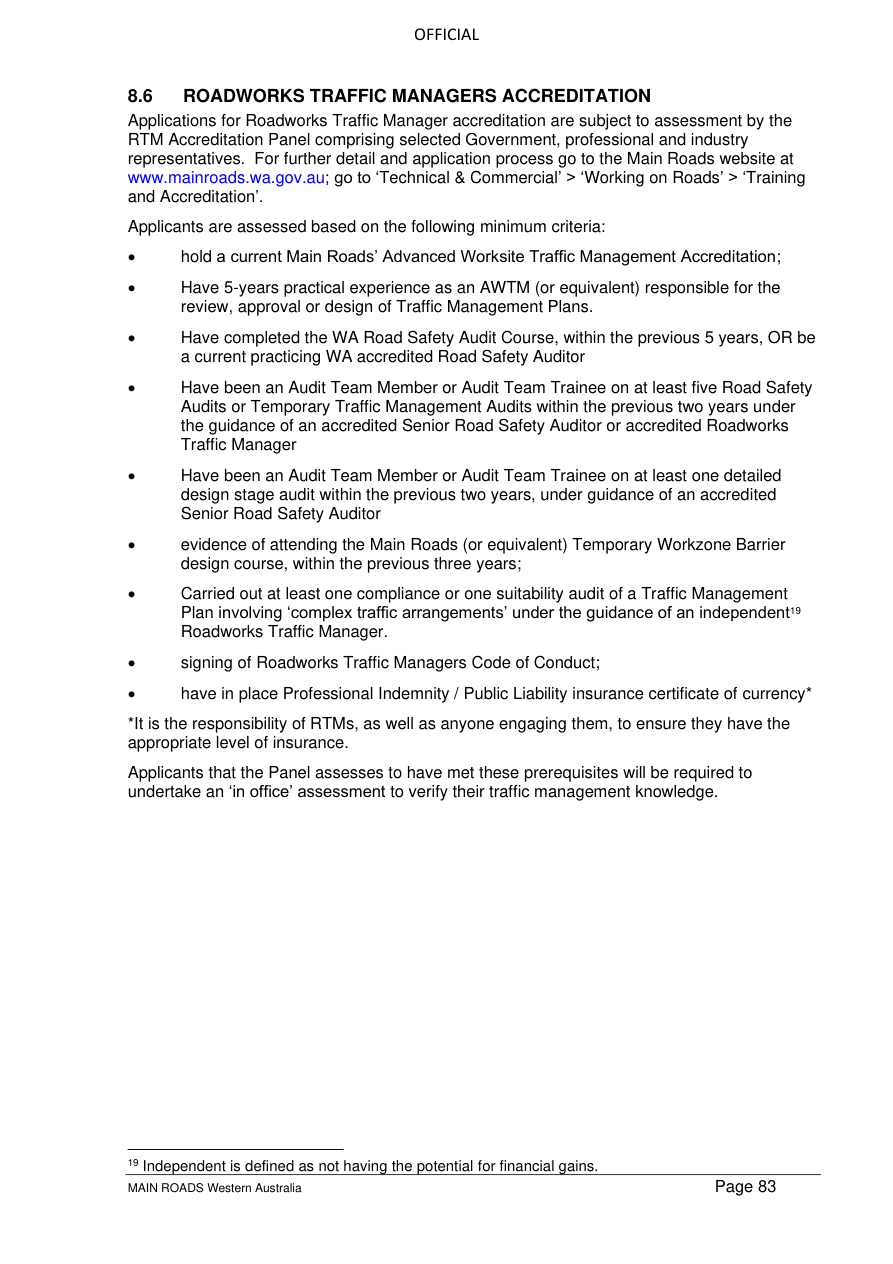 OFFICIAL
8.6 ROADWORKS TRAFFIC MANAGERS ACCREDITATION
Applications for Roadworks Traffic Manager accreditation are subject to assessment by the
RTM Accreditation Panel comprising selected Government, professional and industry
representatives.  For further detail and application process go to the Main Roads website at
www.mainroads.wa.gov.au; go to ‘Technical & Commercial’ > ‘Working on Roads’ > ‘Training
and Accreditation’.
Applicants are assessed based on the following minimum criteria:
• hold a current Main Roads’ Advanced Worksite Traffic Management Accreditation;
• Have 5-years practical experience as an AWTM (or equivalent) responsible for the
review, approval or design of Traffic Management Plans.
• Have completed the WA Road Safety Audit Course, within the previous 5 years, OR be
a current practicing WA accredited Road Safety Auditor
• Have been an Audit Team Member or Audit Team Trainee on at least five Road Safety
Audits or Temporary Traffic Management Audits within the previous two years under
the guidance of an accredited Senior Road Safety Auditor or accredited Roadworks
Traffic Manager
• Have been an Audit Team Member or Audit Team Trainee on at least one detailed
design stage audit within the previous two years, under guidance of an accredited
Senior Road Safety Auditor
• evidence of attending the Main Roads (or equivalent) Temporary Workzone Barrier
design course, within the previous three years;
• Carried out at least one compliance or one suitability audit of a Traffic Management
Plan involving ‘complex traffic arrangements’ under the guidance of an independent19
Roadworks Traffic Manager.
• signing of Roadworks Traffic Managers Code of Conduct;
• have in place Professional Indemnity / Public Liability insurance certificate of currency*
*It is the responsibility of RTMs, as well as anyone engaging them, to ensure they have the
appropriate level of insurance.
Applicants that the Panel assesses to have met these prerequisites will be required to
undertake an ‘in office’ assessment to verify their traffic management knowledge.
19 Independent is defined as not having the potential for financial gains.
MAIN ROADS Western Australia Page 83